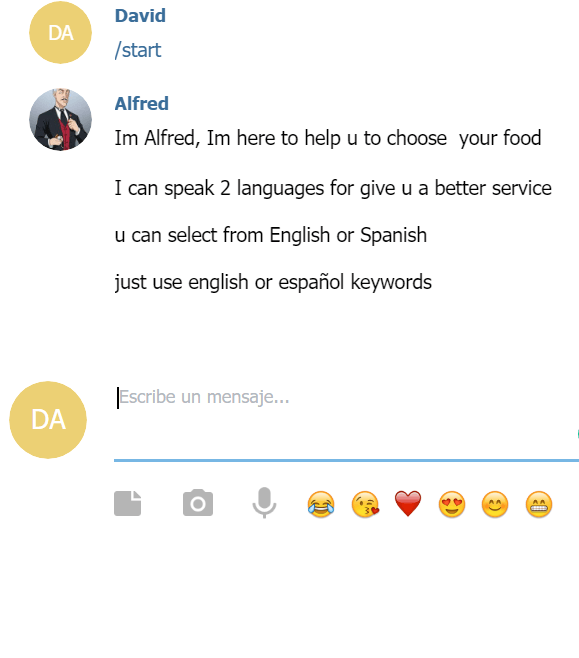 DA
David
/start
Alfred
Im Alfred, Im here to help u to choose  your food
I can speak 2 languages for give u a better service
u can select from English or Spanish
just use english or español keywords
DA
Escribe un mensaje...